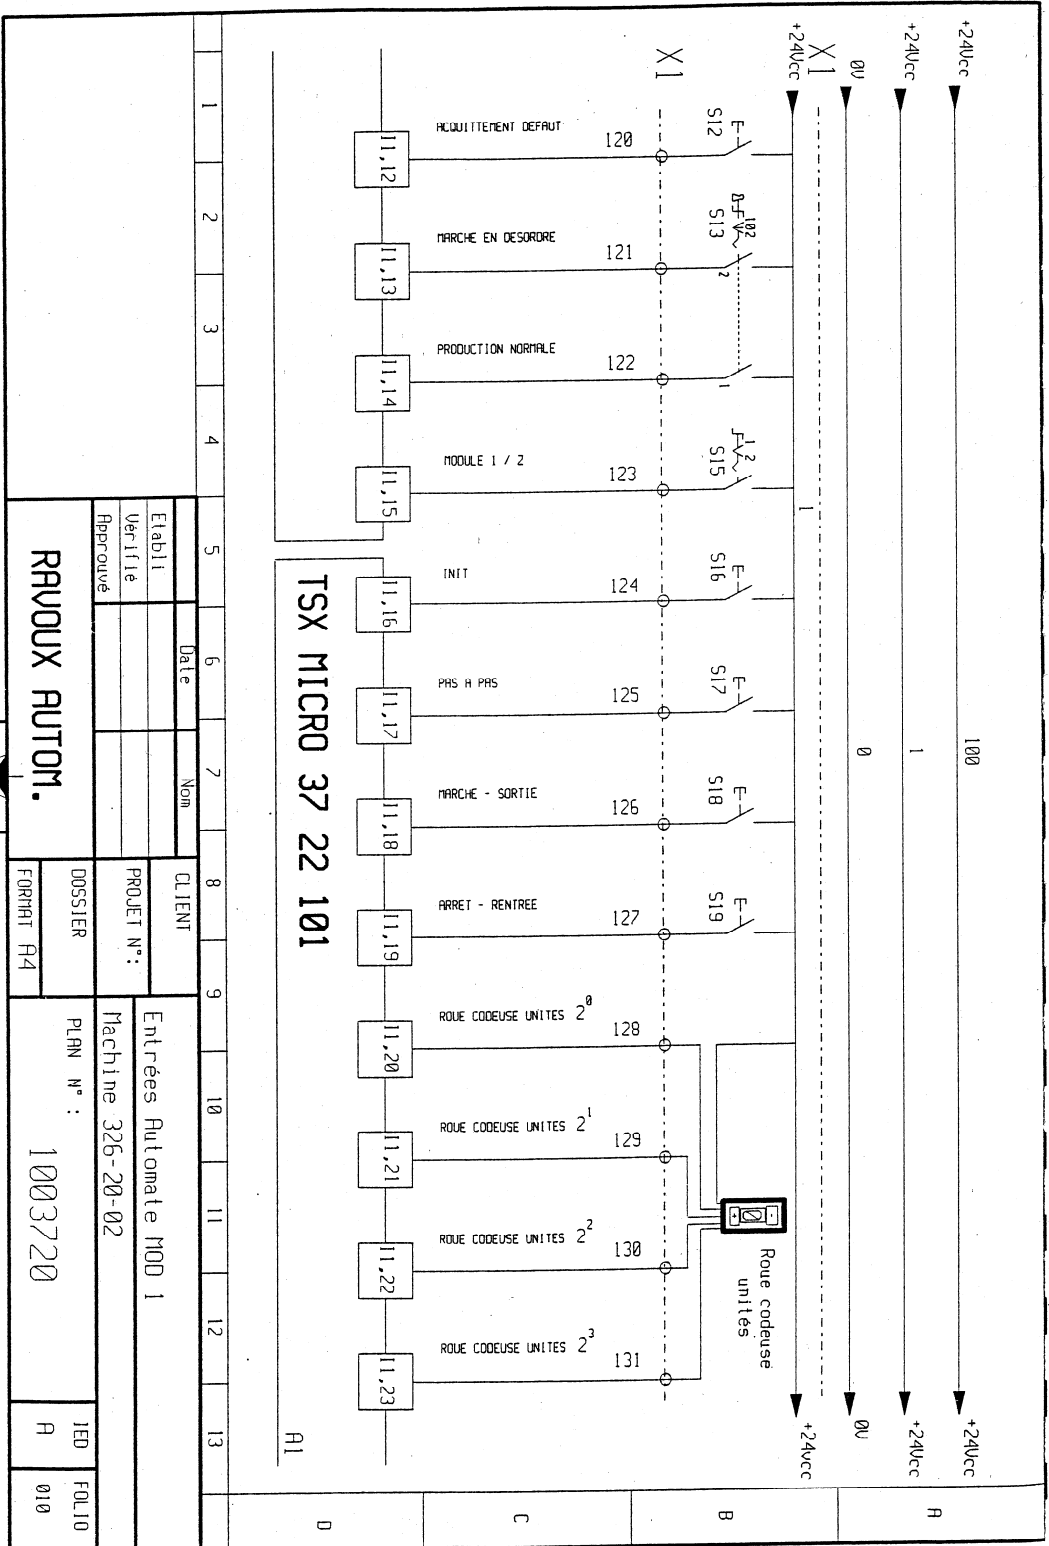 +24Vcc
+24Vcc
0V
X1
+24Vcc
100
1
0
1
+24Vcc
+24Vcc
0V
+24vcc
X1
S12
S13
102
2
1
S15
1 2
S16
S17
S18
S19
Roue codeuse
unités
0
120
121
122
123
124
125
126
127
128
129
130
131
ACQUITTEMENT DEFAUT
MARCHE EN DESORDRE
PRODUCTION NORMALE
MODULE 1 / 2
INIT
PAS A PAS
MARCHE - SORTIE
ARRET - RENTREE
ROUE CODEUSE UNITES 2⁰
ROUE CODEUSE UNITES 2¹
ROUE CODEUSE UNITES 2²
ROUE CODEUSE UNITES 2³
I1,12
I1,13
I1,14
I1,15
I1,16
I1,17
I1,18
I1,19
I1,20
I1,21
I1,22
I1,23
TSX MICRO 37 22 101
A1
A
B
C
D
1 2 3 4 5 6 7 8 9 10 11 12 13
Date
Nom
Etabli
Vérifié
Approuvé
RAVOUX AUTOM.
CLIENT
PROJET N°:
DOSSIER
FORMAT A4
Entrées Automate MOD 1
Machine 326-20-02
PLAN N° :
1003720
IED
A
FOLIO
010